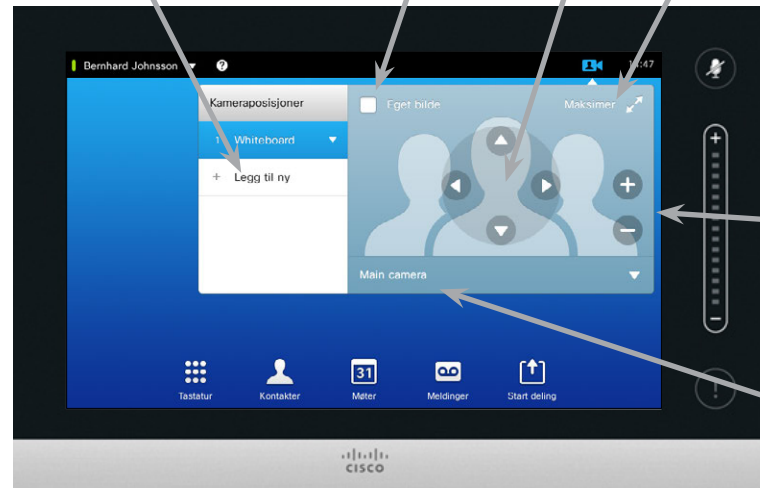 Bernhard Johnsson
?
:47
Kameraposisjoner
Eget bilde
Maksimer
1 Whiteboard
+ Legg til ny
+
−
Main camera
31
Tastatur
Kontakter
Møter
Meldinger
Start deling
+
−
!
CISCO